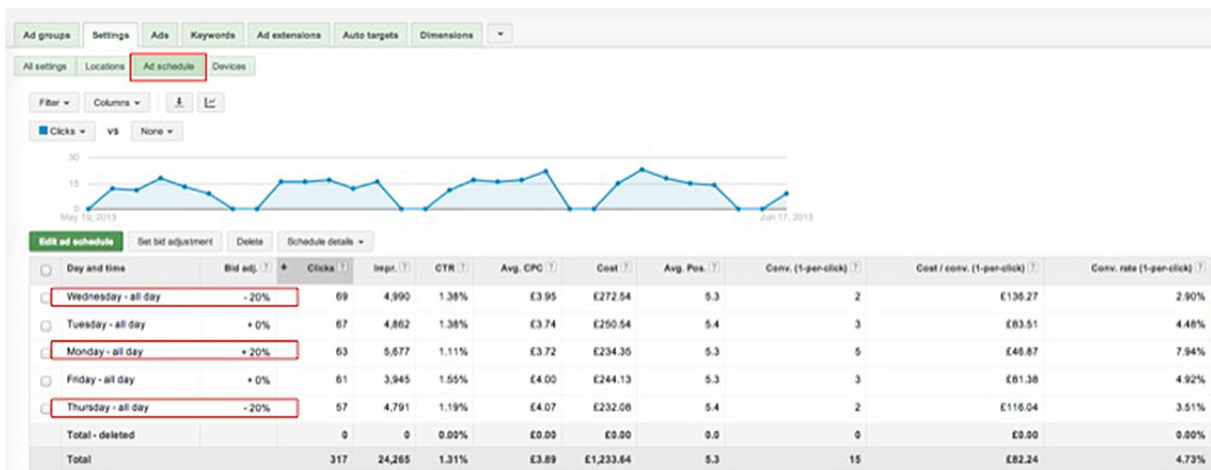 Ad groups Settings Ads Keywords Ad extensions Auto targets Dimensions
All settings Locations Ad schedule Devices
Filter Columns
Clicks vs None
30
15
0
May 19, 2013 Jun 17, 2013
Edit ad schedule Set bid adjustment Delete Schedule details
Day and time Bid adj. ? Clicks ? Impr. ? CTR ? Avg. CPC ? Cost ? Avg. Pos. ? Conv. (1-per-click) ? Cost / conv. (1-per-click) ? Conv. rate (1-per-click) ?
Wednesday - all day - 20% 69 4,990 1.38% £3.95 £272.54 5.3 2 £136.27 2.90%
Tuesday - all day + 0% 67 4,862 1.38% £3.74 £250.54 5.4 3 £83.51 4.48%
Monday - all day + 20% 63 5,677 1.11% £3.72 £234.35 5.3 5 £46.87 7.94%
Friday - all day + 0% 61 3,945 1.55% £4.00 £244.13 5.3 3 £81.38 4.92%
Thursday - all day - 20% 57 4,791 1.19% £4.07 £232.08 5.4 2 £116.04 3.51%
Total - deleted 0 0 0.00% £0.00 £0.00 0.0 0 £0.00 0.00%
Total 317 24,265 1.31% £3.89 £1,233.64 5.3 15 £82.24 4.73%